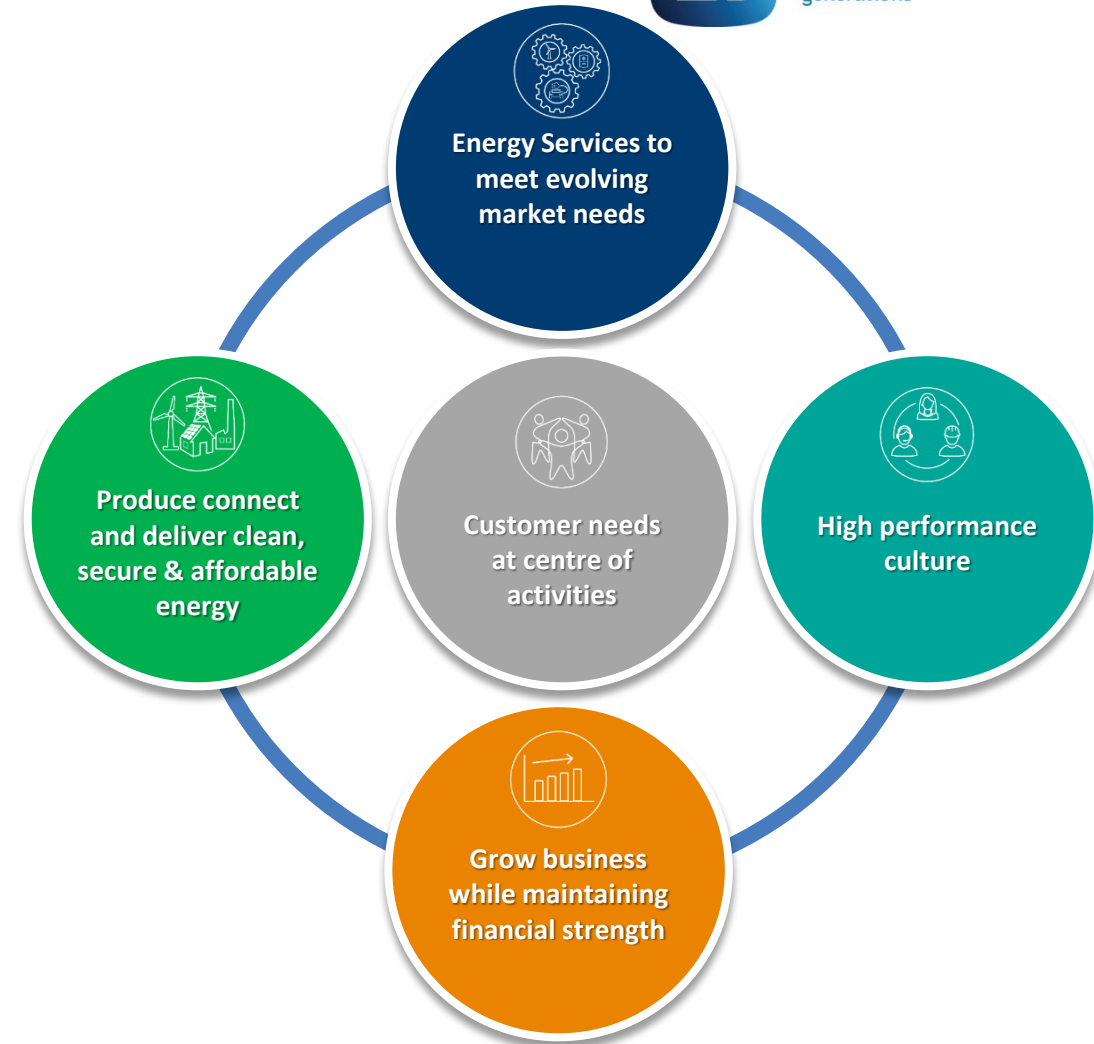 generations
Energy Services to
meet evolving
market needs
Produce connect
and deliver clean,
secure & affordable
energy
Customer needs
at centre of
activities
High performance
culture
Grow business
while maintaining
financial strength